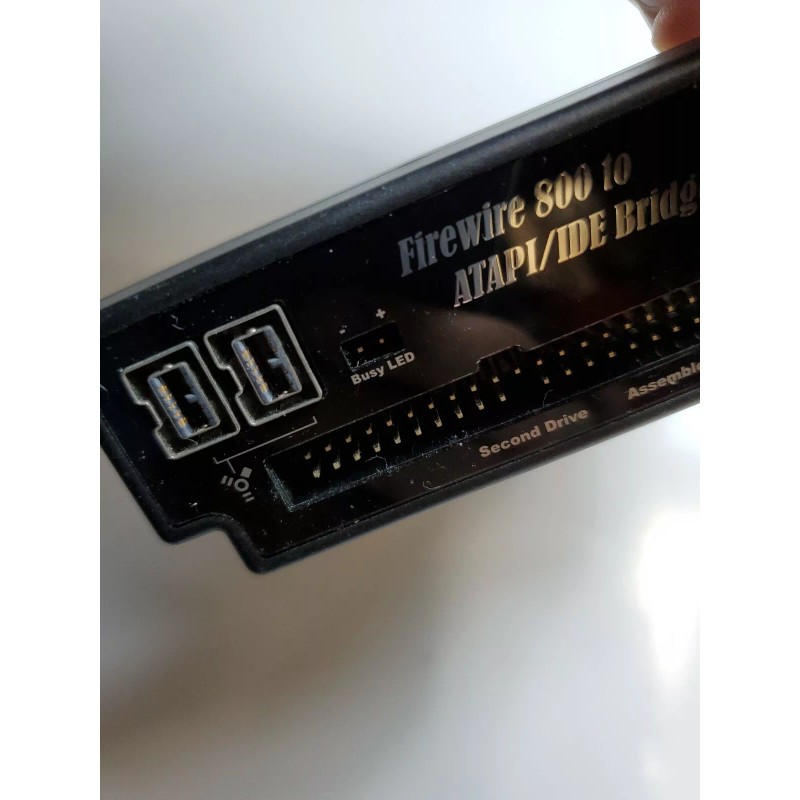 Firewire 800 to
ATAPI/IDE Bridg
- +
Busy LED
Second Drive
Assemble